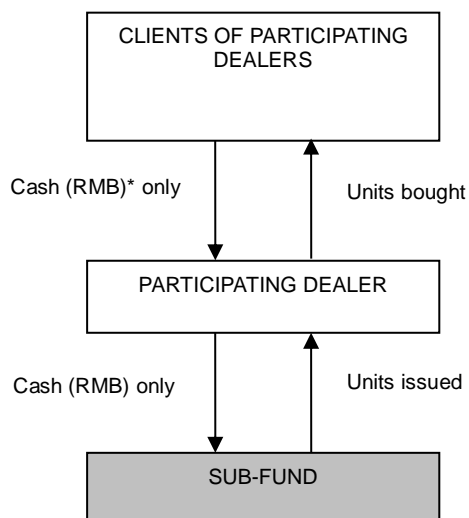 CLIENTS OF PARTICIPATING
DEALERS
Cash (RMB)* only
Units bought
PARTICIPATING DEALER
Cash (RMB) only
Units issued
SUB-FUND